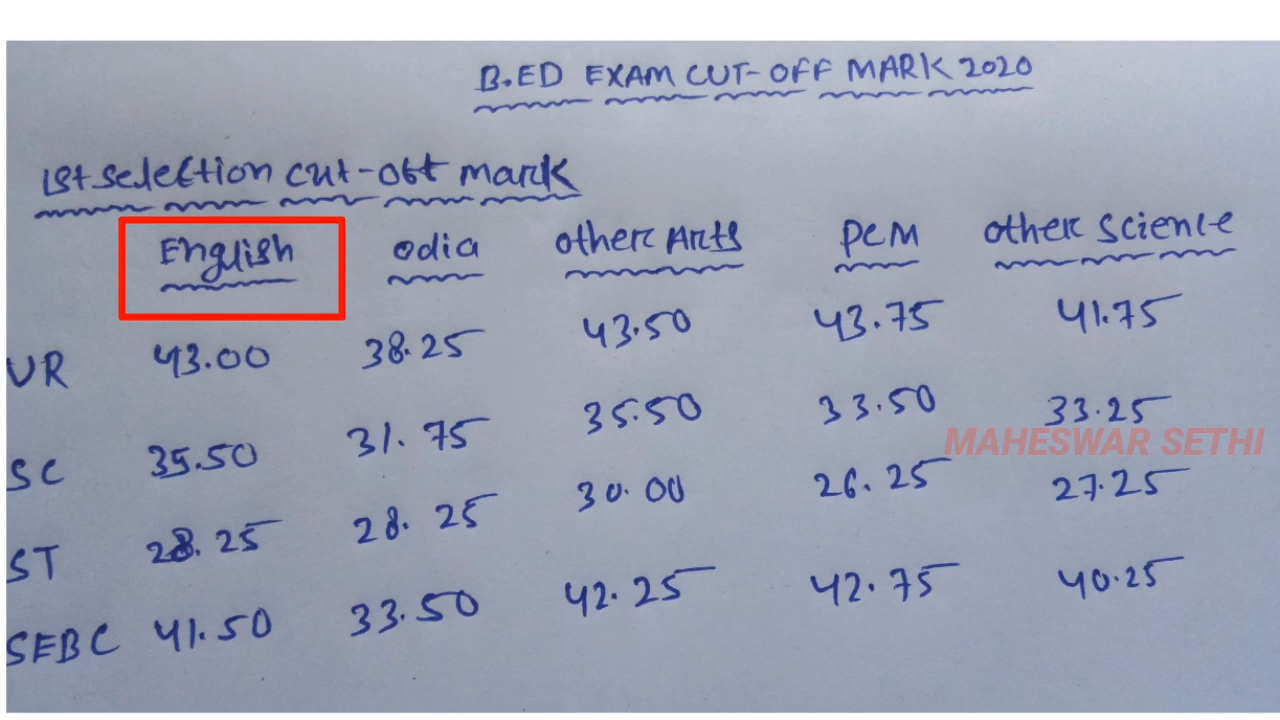 B.ED EXAM CUT-OFF MARK 2020
1st selection cut-off mark
English odia other Arts PCM other science
UR 43.00 38.25 43.50 43.75 41.75
SC 35.50 31.75 35.50 33.50 33.25
MAHESWAR SETHI
ST 28.25 28.25 30.00 26.25 27.25
SEBC 41.50 33.50 42.25 42.75 40.25